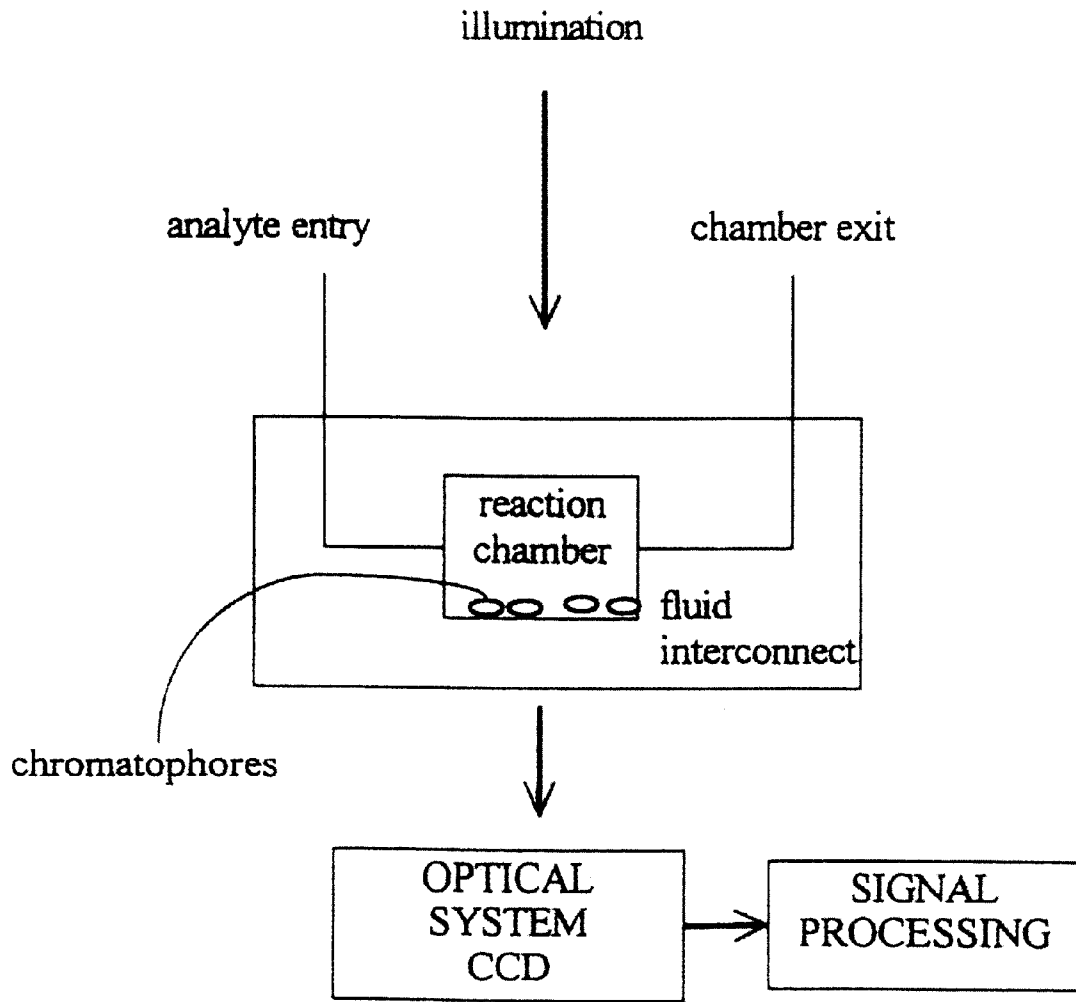 illumination
analyte entry
chamber exit
reaction
chamber
fluid
interconnect
chromatophores
OPTICAL
SYSTEM
CCD
SIGNAL
PROCESSING